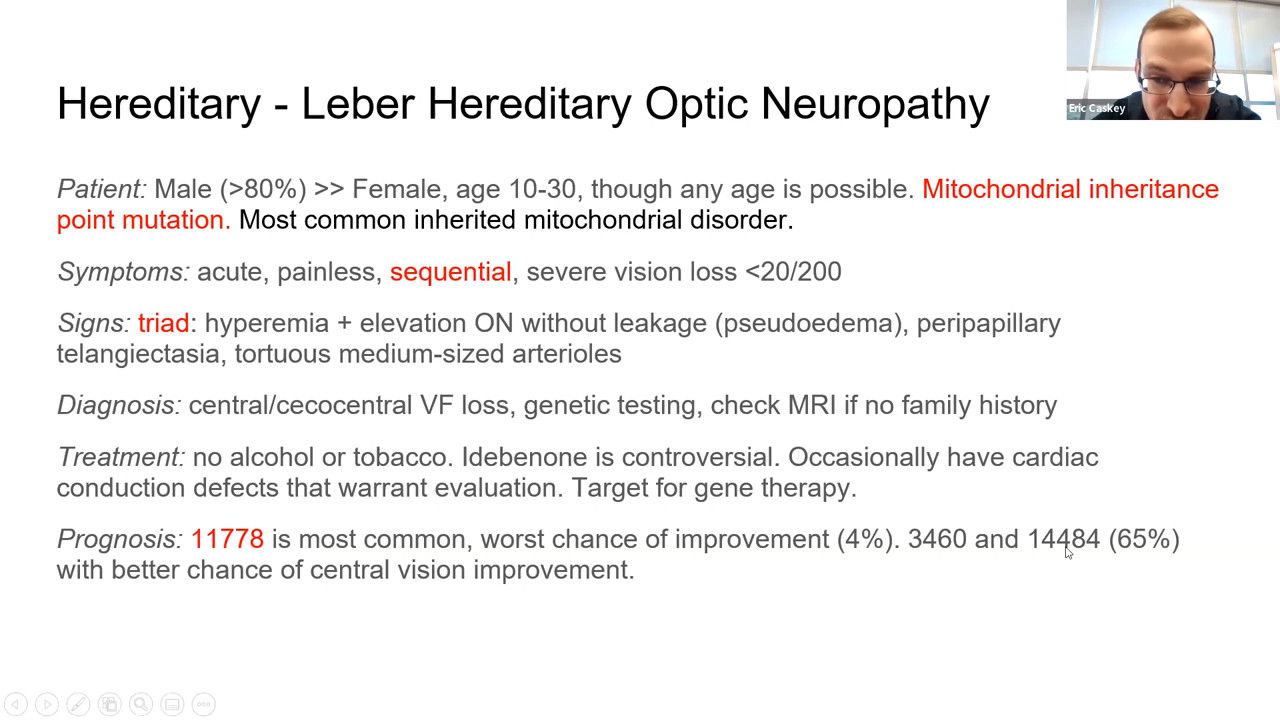 Hereditary - Leber Hereditary Optic Neuropathy
Eric Caskey
Patient: Male (>80%) >> Female, age 10-30, though any age is possible. Mitochondrial inheritance
point mutation. Most common inherited mitochondrial disorder.
Symptoms: acute, painless, sequential, severe vision loss <20/200
Signs: triad: hyperemia + elevation ON without leakage (pseudoedema), peripapillary
telangiectasia, tortuous medium-sized arterioles
Diagnosis: central/cecocentral VF loss, genetic testing, check MRI if no family history
Treatment: no alcohol or tobacco. Idebenone is controversial. Occasionally have cardiac
conduction defects that warrant evaluation. Target for gene therapy.
Prognosis: 11778 is most common, worst chance of improvement (4%). 3460 and 14484 (65%)
with better chance of central vision improvement.